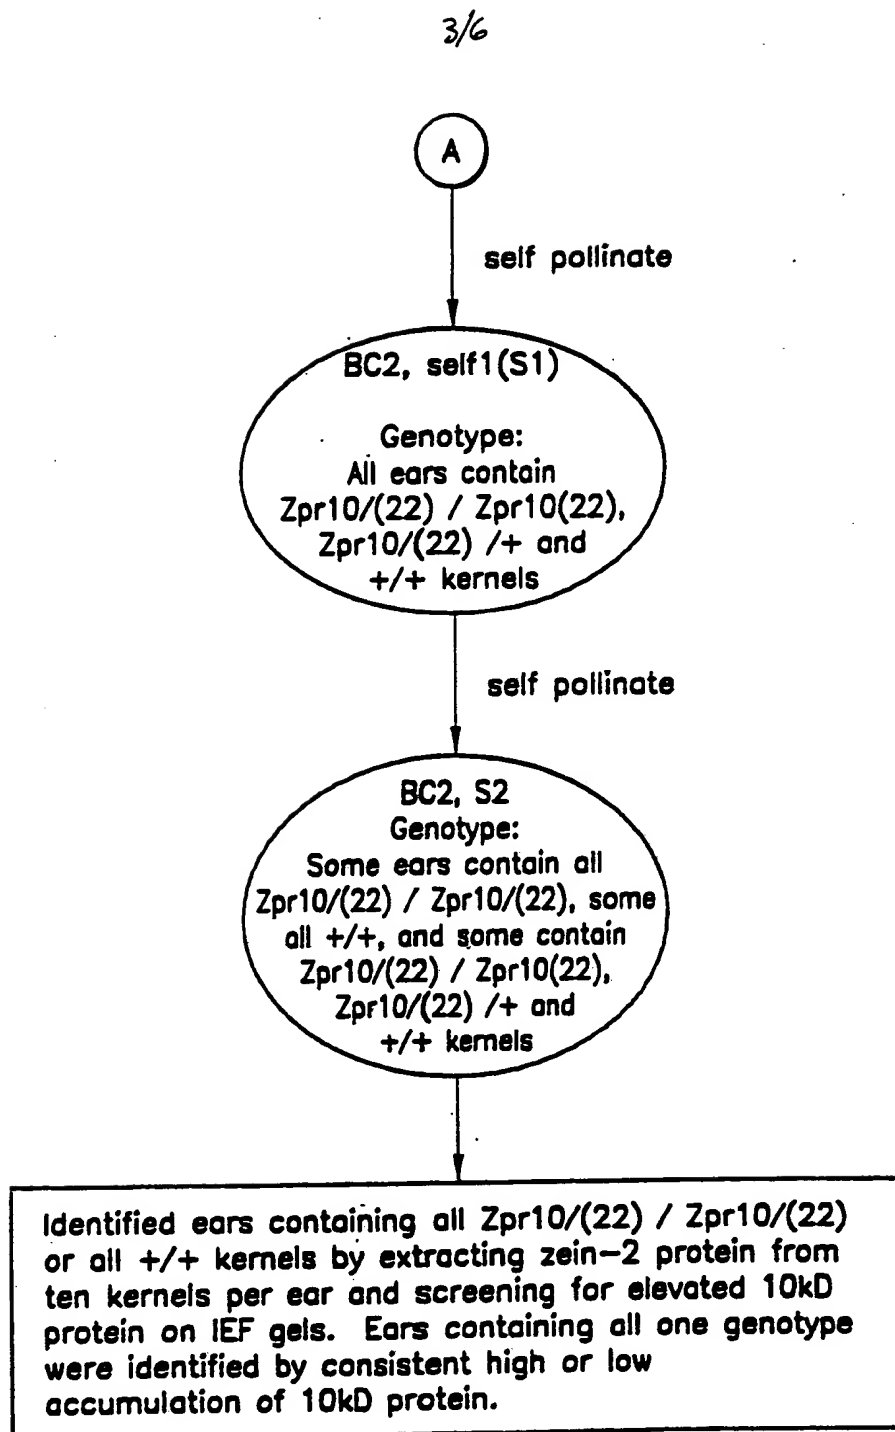 3/6
A
self pollinate
BC2, self1(S1)
Genotype:
All ears contain
Zpr10/(22) / Zpr10(22),
Zpr10/(22) /+ and
+/+ kernels
self pollinate
BC2, S2
Genotype:
Some ears contain all
Zpr10/(22) / Zpr10/(22), some
all +/+, and some contain
Zpr10/(22) / Zpr10(22),
Zpr10/(22) /+ and
+/+ kernels
Identified ears containing all Zpr10/(22) / Zpr10/(22)
or all +/+ kernels by extracting zein-2 protein from
ten kernels per ear and screening for elevated 10kD
protein on IEF gels. Ears containing all one genotype
were identified by consistent high or low
accumulation of 10kD protein.